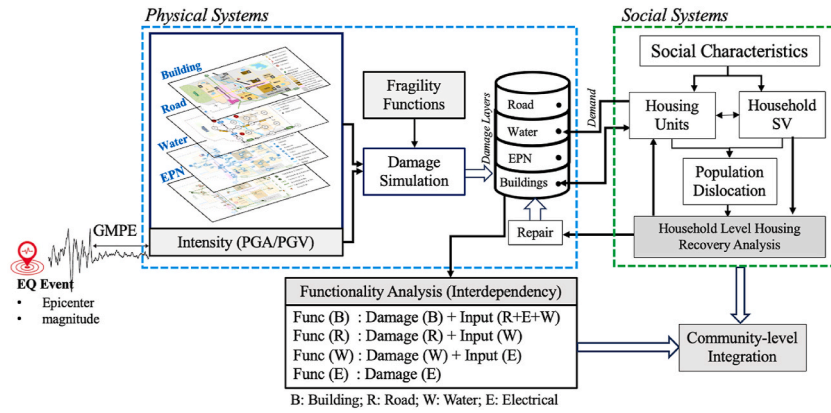 Physical Systems
Social Systems
Building
Road
Water
EPN
Intensity (PGA/PGV)
GMPE
EQ Event
• Epicenter
• magnitude
Fragility
Functions
Damage
Simulation
Damage Layers
Road
Water
EPN
Buildings
Repair
Demand
Social Characteristics
Housing
Units
Household
SV
Population
Dislocation
Household Level Housing
Recovery Analysis
Functionality Analysis (Interdependency)
Func (B) : Damage (B) + Input (R+E+W)
Func (R) : Damage (R) + Input (W)
Func (W) : Damage (W) + Input (E)
Func (E) : Damage (E)
Community-level
Integration
B: Building; R: Road; W: Water; E: Electrical